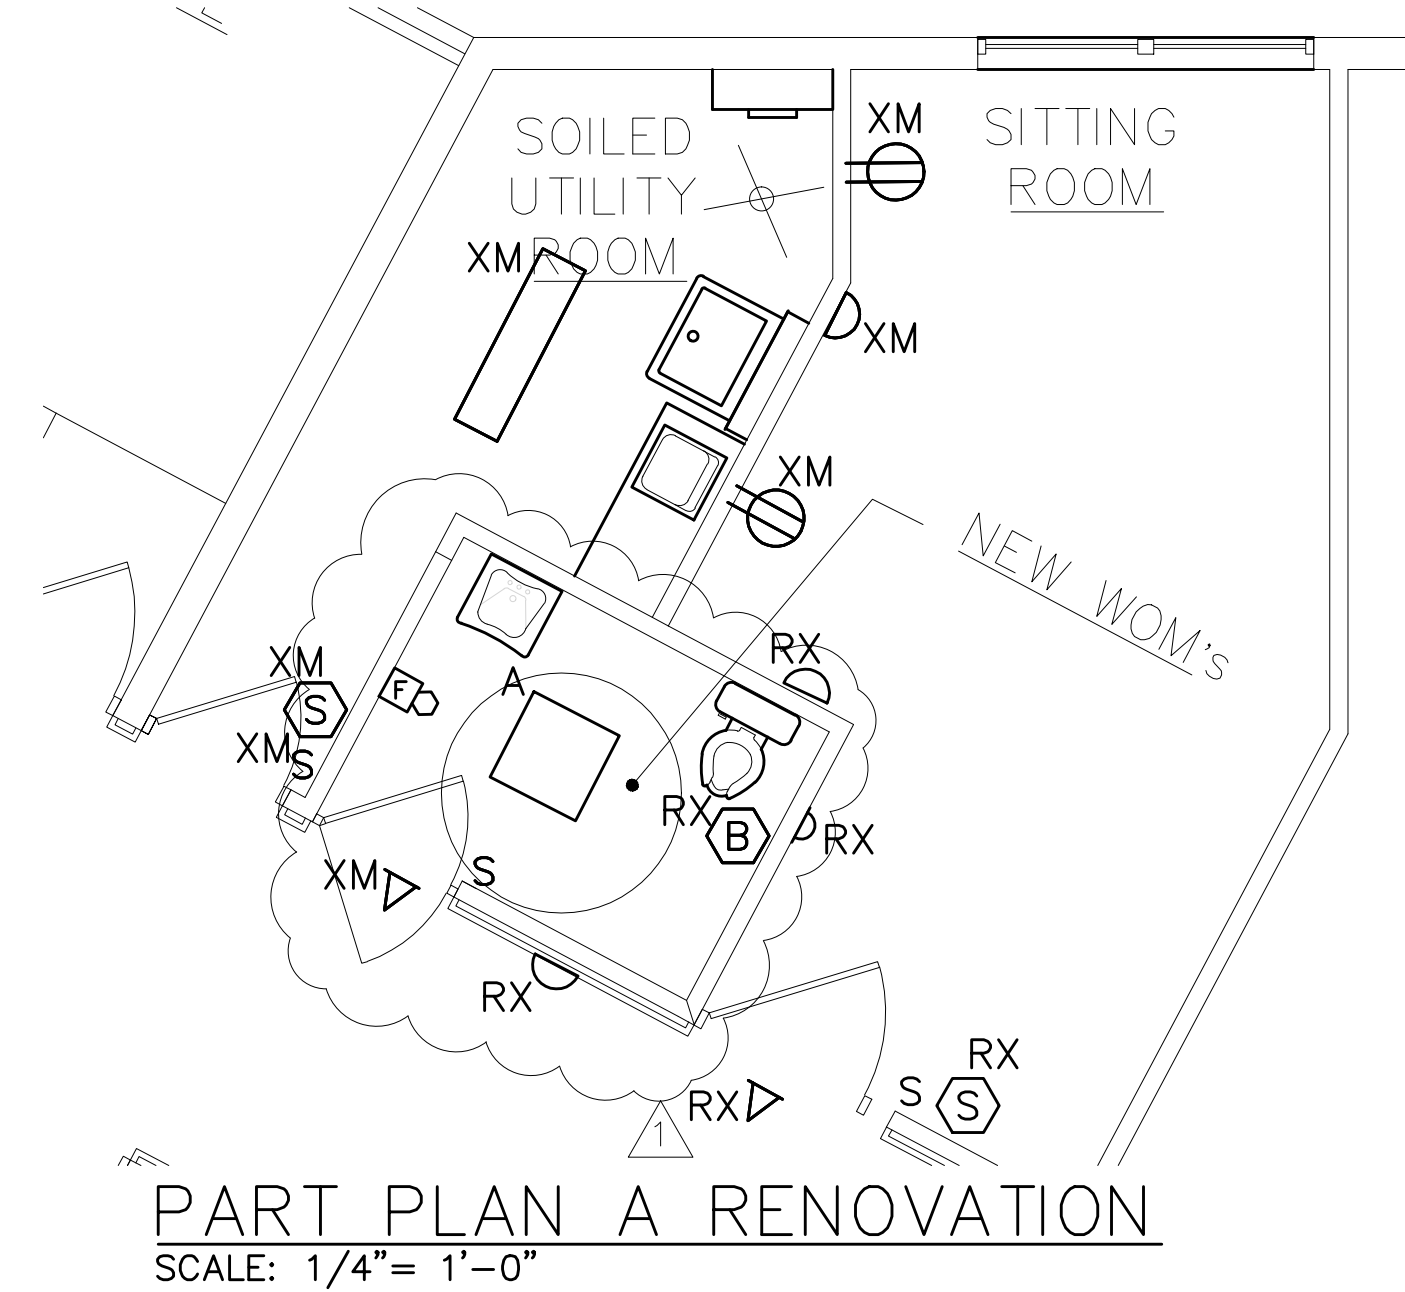 XM
SITTING
ROOM
SOILED
UTILITY
ROOM
XM
XM
XM
NEW WOM'S
XM
S
XM
S
F
A
RX
RX
B
RX
XM
S
RX
RX
S
S
RX
1
PART PLAN A RENOVATION
SCALE: 1/4"= 1'-0"